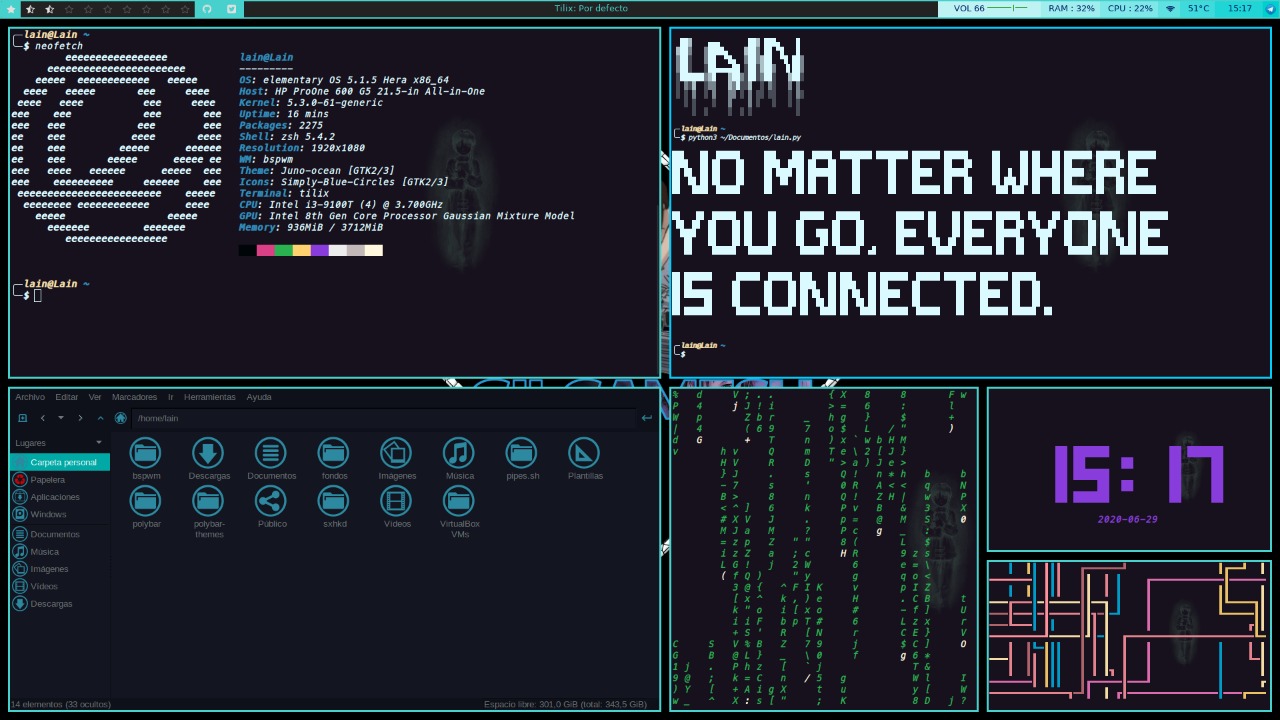 Tilix: Por defecto
VOL 66
RAM : 32%
CPU : 22%
51°C
15:17
lain@Lain ~
$ neofetch
lain@Lain
---------
OS: elementary OS 5.1.5 Hera x86_64
Host: HP ProOne 600 G5 21.5-in All-in-One
Kernel: 5.3.0-61-generic
Uptime: 16 mins
Packages: 2275
Shell: zsh 5.4.2
Resolution: 1920x1080
WM: bspwm
Theme: Juno-ocean [GTK2/3]
Icons: Simply-Blue-Circles [GTK2/3]
Terminal: tilix
CPU: Intel i3-9100T (4) @ 3.700GHz
GPU: Intel 8th Gen Core Processor Gaussian Mixture Model
Memory: 936MiB / 3712MiB
lain@Lain ~
$
LAIN
lain@Lain ~
$ python3 ~/Documentos/lain.py
NO MATTER WHERE
YOU GO, EVERYONE
IS CONNECTED.
lain@Lain ~
$
Archivo Editar Ver Marcadores Ir Herramientas Ayuda
/home/lain
Lugares
Carpeta personal
Papelera
Aplicaciones
Windows
Documentos
Música
Imágenes
Vídeos
Descargas
bspwm
Descargas
Documentos
fondos
Imágenes
Música
pipes.sh
Plantillas
polybar
polybar-
themes
Público
sxhkd
Vídeos
VirtualBox
VMs
14 elementos (33 ocultos)
Espacio libre: 301,0 GiB (total: 343,5 GiB)
15:17
2020-06-29